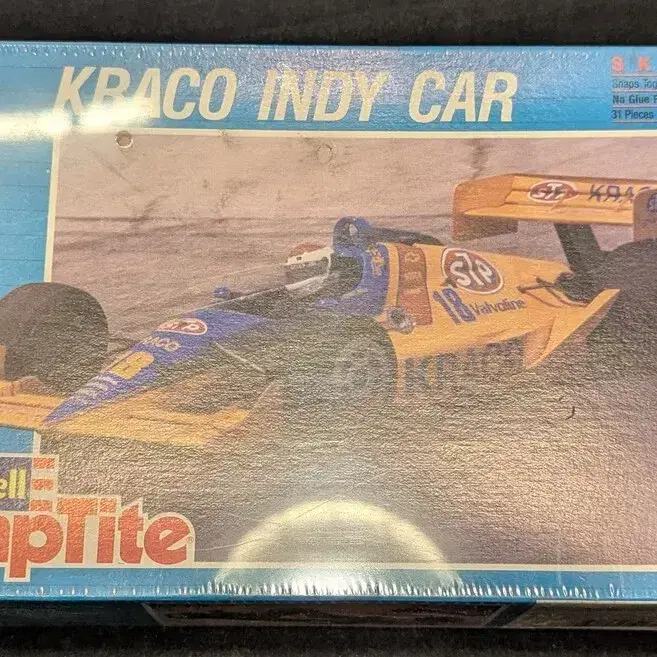 KRACO INDY CAR
S K
Snaps Tog
No Glue R
31 Pieces
STP KRAC
STP
18 Valvoline
STP
KRACO
18
KRACO
ell
apTite